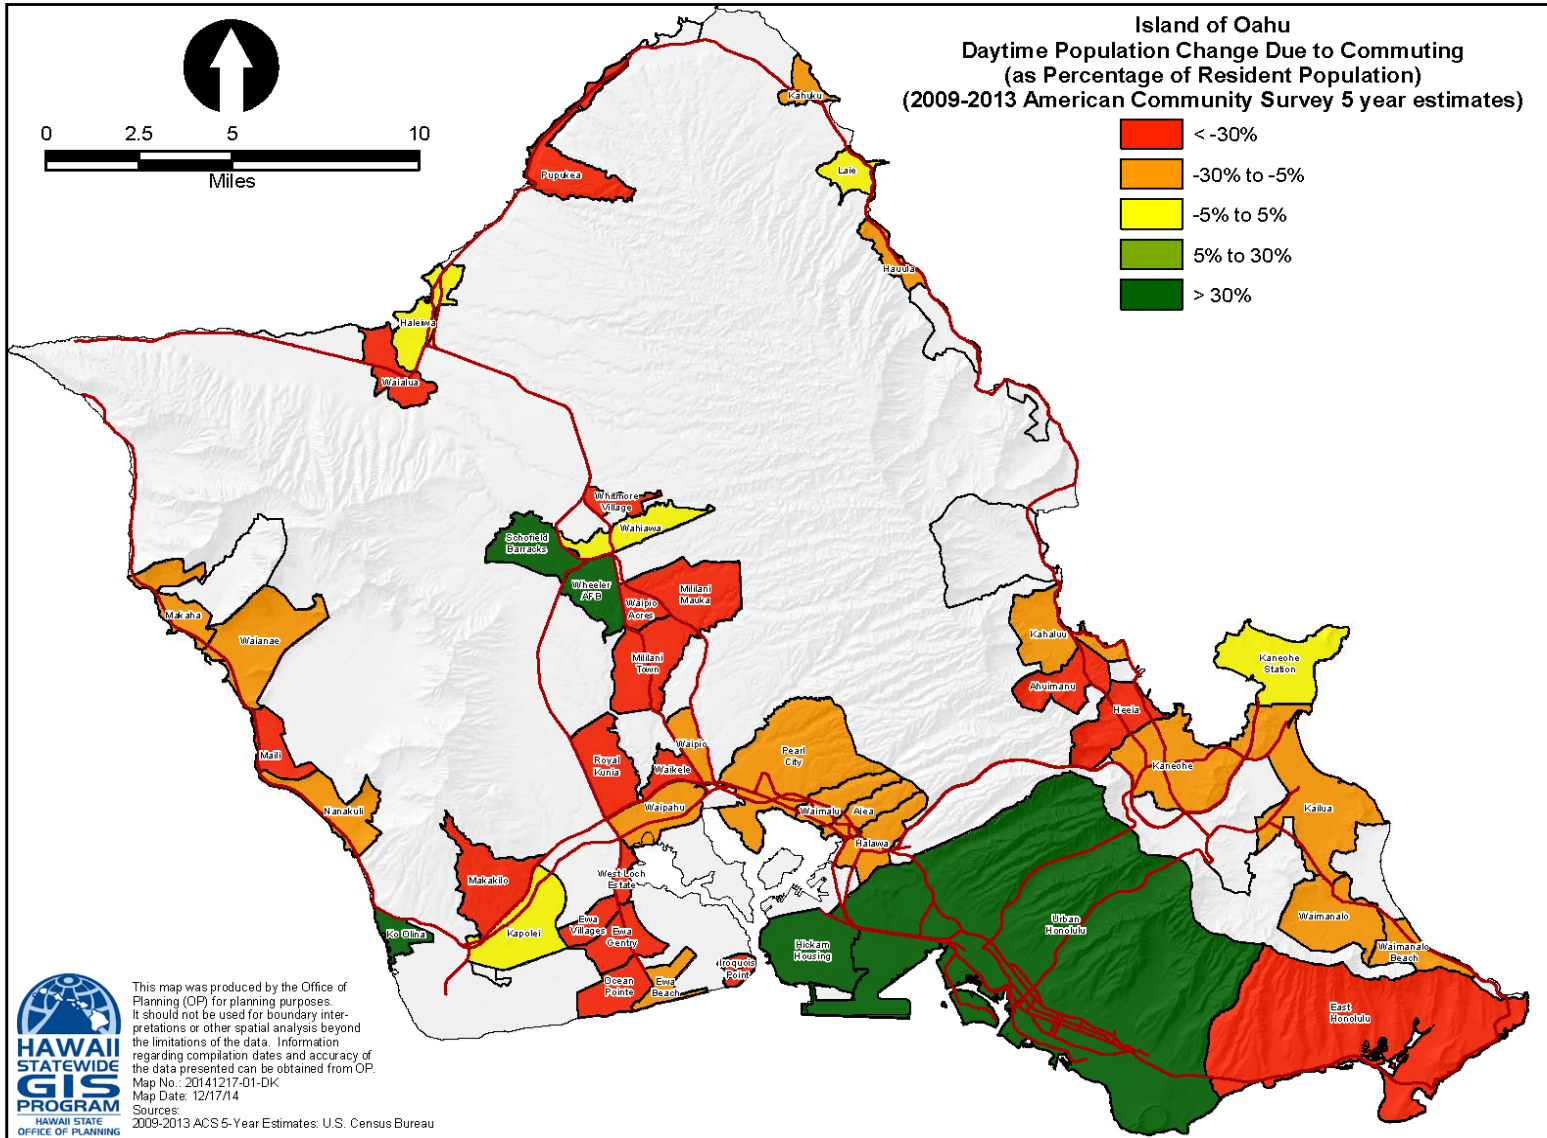 Island of Oahu
Daytime Population Change Due to Commuting
(as Percentage of Resident Population)
(2009-2013 American Community Survey 5 year estimates)
< -30%
-30% to -5%
-5% to 5%
5% to 30%
> 30%
0 2.5 5 10
Miles
Kahuku
Laie
Pupukea
Hauula
Haleiwa
Waialua
Whitmore
Village
Wahiawa
Schofield
Barracks
Wheeler
AFB
Waipio
Acres
Mililani
Mauka
Mililani
Town
Makaha
Waianae
Kahaluu
Ahuimanu
Heeia
Kaneohe
Station
Maili
Nanakuli
Royal
Kunia
Waipio
Waikele
Waipahu
Pearl
City
Waimalu
Aiea
Halawa
Kaneohe
Kailua
Makakilo
West Loch
Estate
Ko Olina
Kapolei
Ewa
Villages
Ewa
Gentry
Ocean
Pointe
Ewa
Beach
Iroquois
Point
Hickam
Housing
Urban
Honolulu
Waimanalo
Waimanalo
Beach
East
Honolulu
HAWAII
STATEWIDE
GIS
PROGRAM
HAWAII STATE
OFFICE OF PLANNING
This map was produced by the Office of
Planning (OP) for planning purposes.
It should not be used for boundary inter-
pretations or other spatial analysis beyond
the limitations of the data. Information
regarding compilation dates and accuracy of
the data presented can be obtained from OP.
Map No.: 20141217-01-DK
Map Date: 12/17/14
Sources:
2009-2013 ACS 5-Year Estimates: U.S. Census Bureau